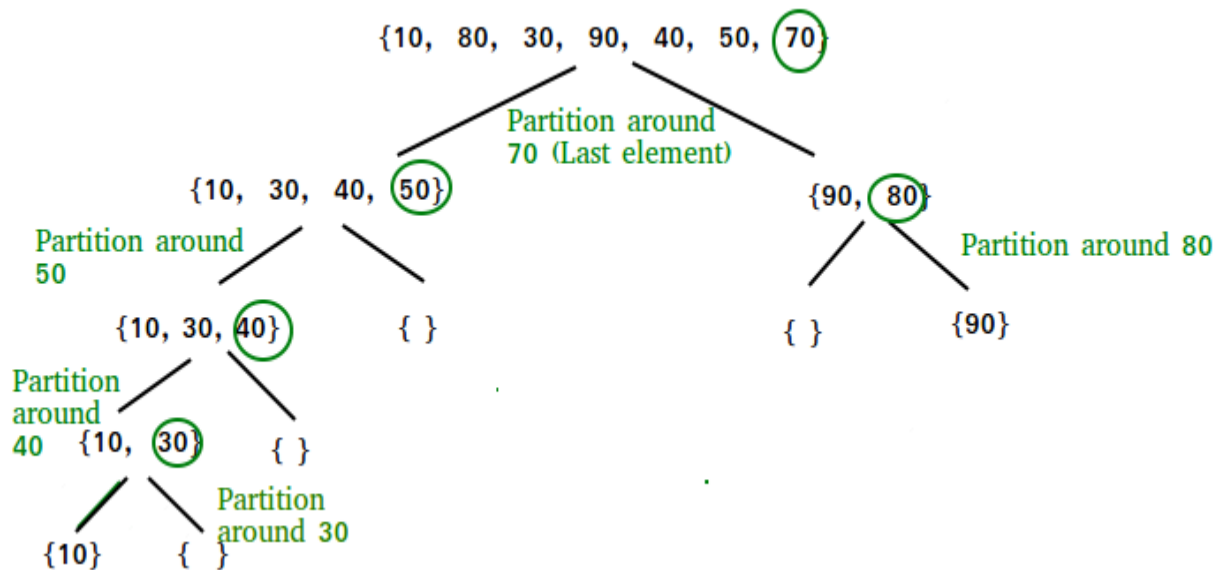 {10, 80, 30, 90, 40, 50, 70}
Partition around
70 (Last element)
{10, 30, 40, 50}
{90, 80}
Partition around
50
Partition around 80
{10, 30, 40}
{ }
{ }
{90}
Partition
around
40
{10, 30}
{ }
Partition
around 30
{10}
{ }